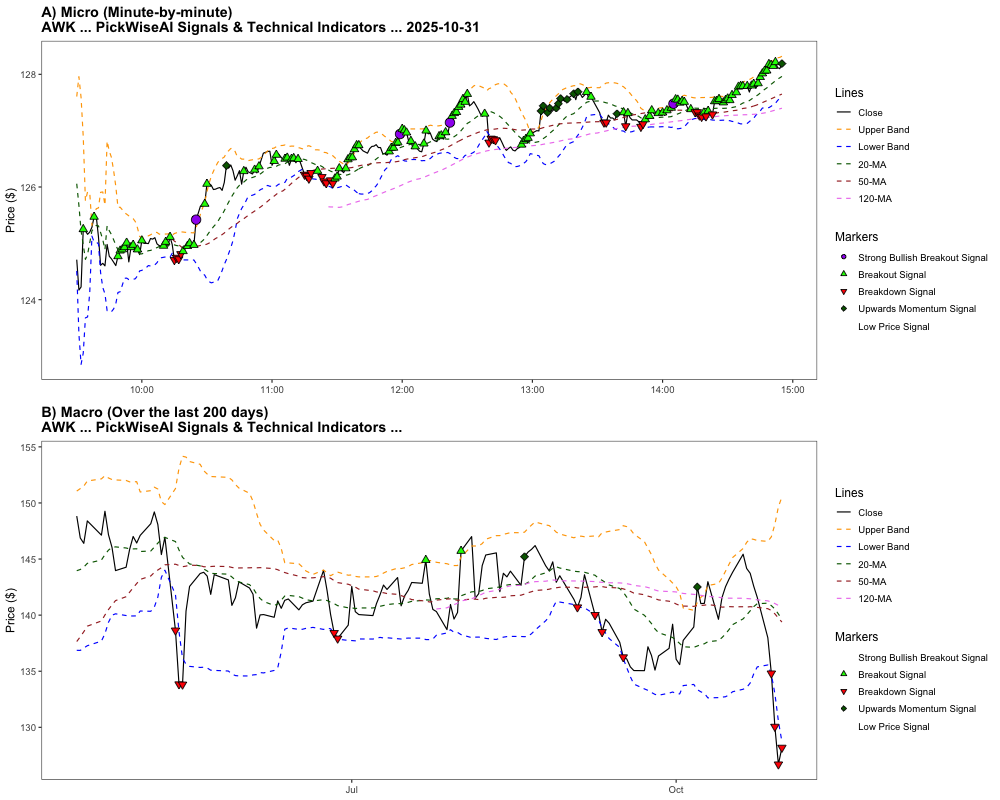 A) Micro (Minute-by-minute)
AWK ... PickWiseAI Signals & Technical Indicators ... 2025-10-31
Price ($)
128
126
124
10:00
11:00
12:00
13:00
14:00
15:00
Lines
Close
Upper Band
Lower Band
20-MA
50-MA
120-MA
Markers
Strong Bullish Breakout Signal
Breakout Signal
Breakdown Signal
Upwards Momentum Signal
Low Price Signal
B) Macro (Over the last 200 days)
AWK ... PickWiseAI Signals & Technical Indicators ...
Price ($)
155
150
145
140
135
130
Jul
Oct
Lines
Close
Upper Band
Lower Band
20-MA
50-MA
120-MA
Markers
Strong Bullish Breakout Signal
Breakout Signal
Breakdown Signal
Upwards Momentum Signal
Low Price Signal